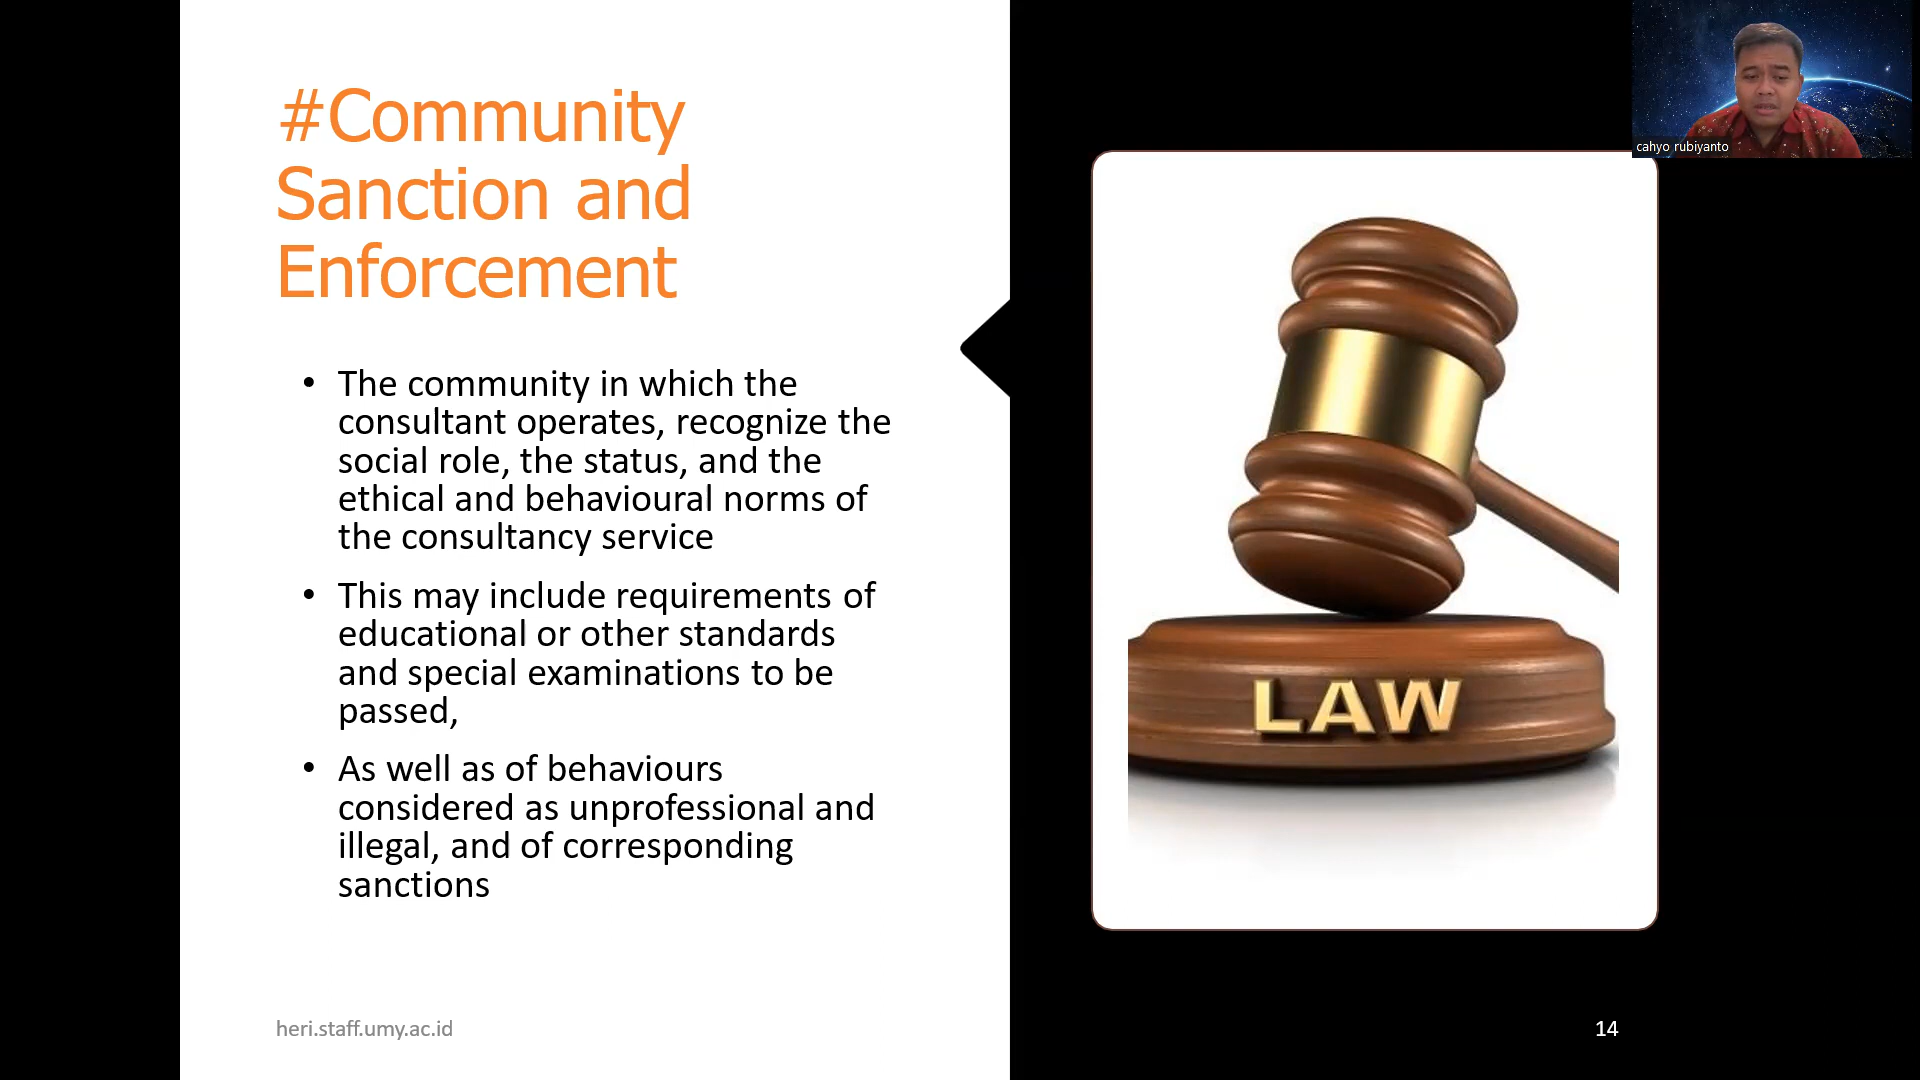 #Community
Sanction and
Enforcement
• The community in which the
consultant operates, recognize the
social role, the status, and the
ethical and behavioural norms of
the consultancy service
• This may include requirements of
educational or other standards
and special examinations to be
passed,
• As well as of behaviours
considered as unprofessional and
illegal, and of corresponding
sanctions
heri.staff.umy.ac.id
cahyo rubiyanto
LAW
14